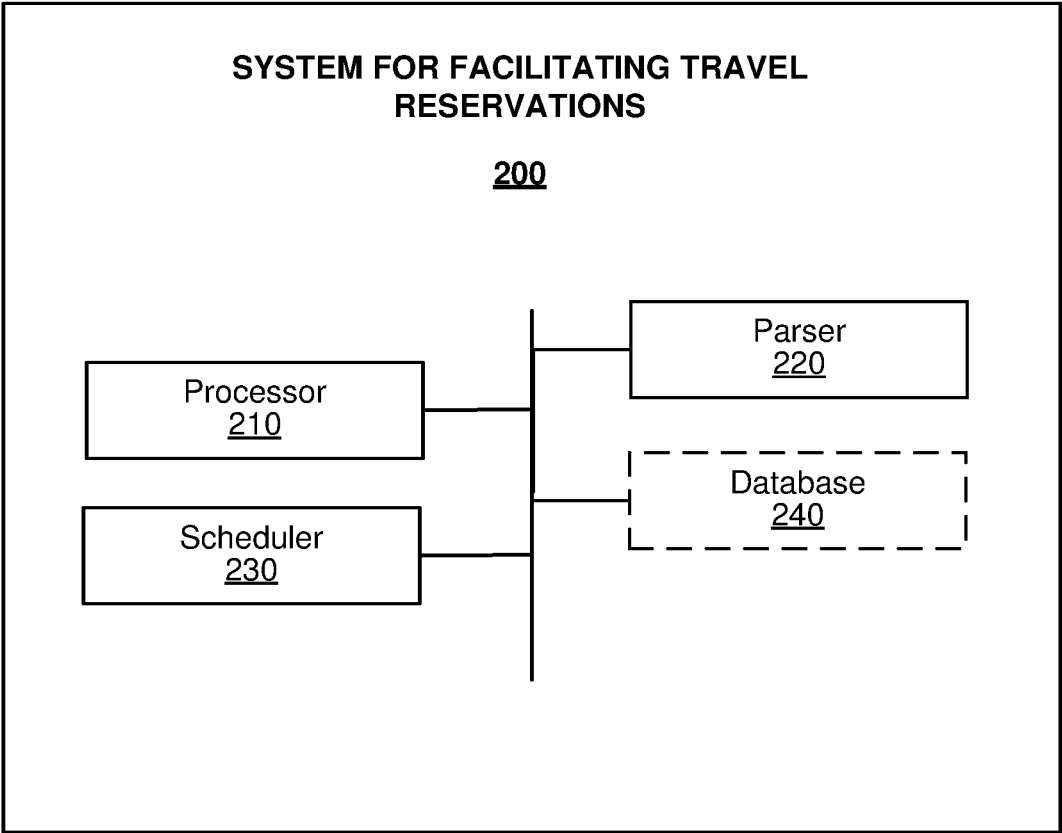 SYSTEM FOR FACILITATING TRAVEL
RESERVATIONS
200
Processor
210
Parser
220
Scheduler
230
Database
240